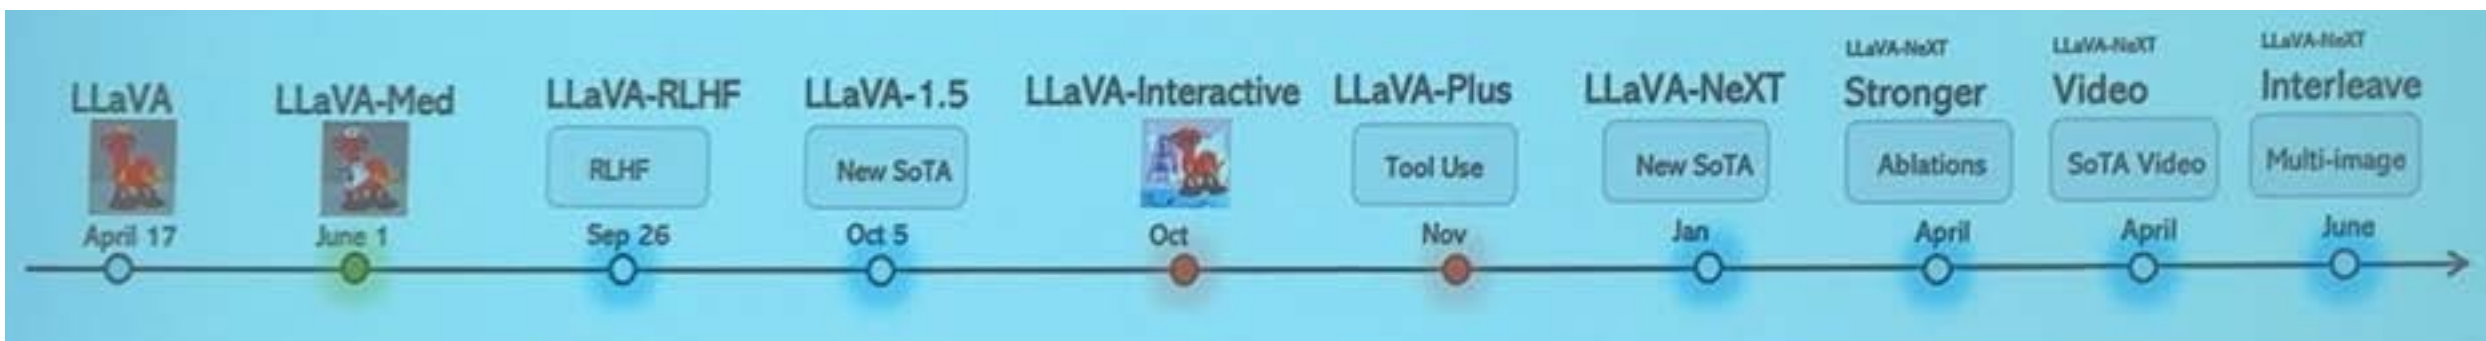 LLaVA
April 17
LLaVA-Med
June 1
LLaVA-RLHF
RLHF
Sep 26
LLaVA-1.5
New SoTA
Oct 5
LLaVA-Interactive
Oct
LLaVA-Plus
Tool Use
Nov
LLaVA-NeXT
New SoTA
Jan
LLaVA-NeXT
Stronger
Ablations
April
LLaVA-NeXT
Video
SoTA Video
April
LLaVA-NeXT
Interleave
Multi-image
June